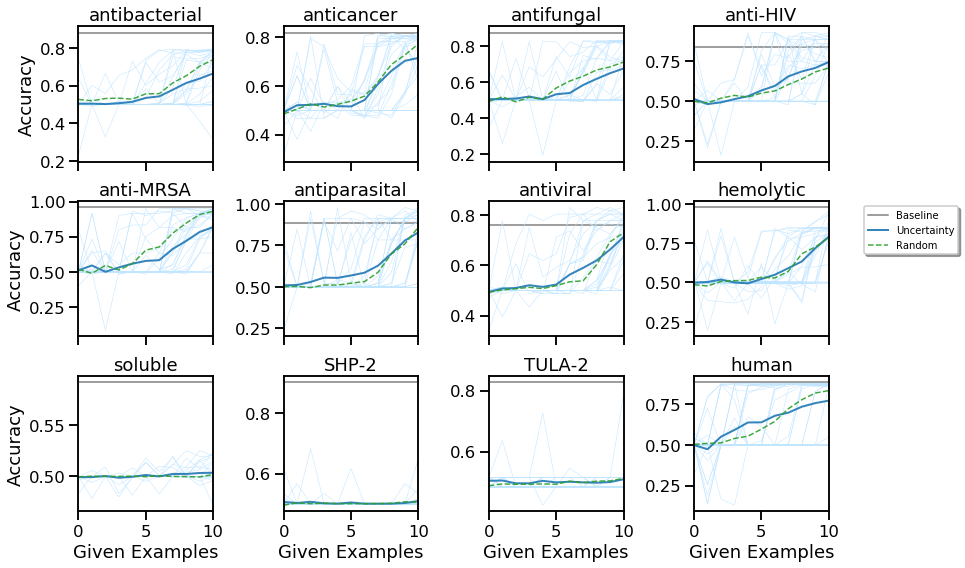 antibacterial
anticancer
antifungal
anti-HIV
Accuracy
0.8
0.6
0.4
0.2
0.8
0.6
0.4
0.8
0.6
0.4
0.2
0.75
0.50
0.25
anti-MRSA
antiparasital
antiviral
hemolytic
Accuracy
1.00
0.75
0.50
0.25
1.00
0.75
0.50
0.25
0.8
0.6
0.4
1.00
0.75
0.50
0.25
Baseline
Uncertainty
Random
soluble
SHP-2
TULA-2
human
Accuracy
0.55
0.50
0.8
0.6
0.8
0.6
0.75
0.50
0.25
0 5 10
0 5 10
0 5 10
0 5 10
Given Examples
Given Examples
Given Examples
Given Examples